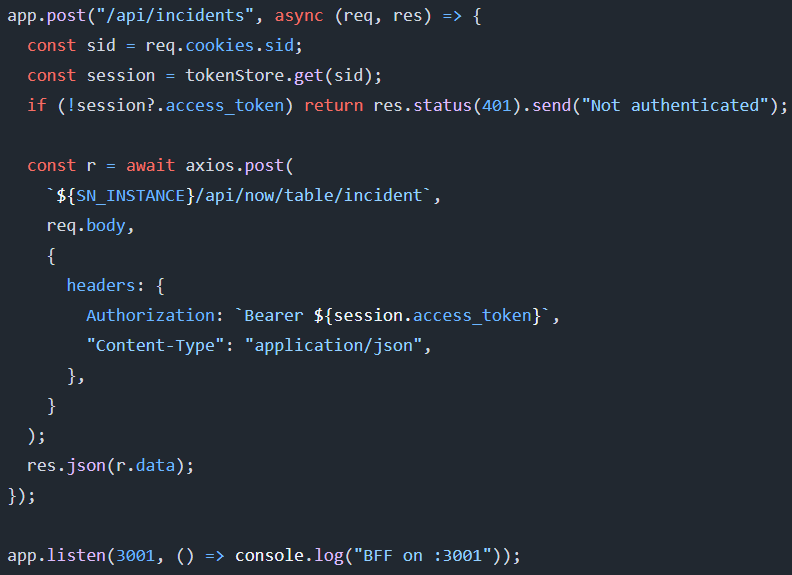 app.post("/api/incidents", async (req, res) => {
  const sid = req.cookies.sid;
  const session = tokenStore.get(sid);
  if (!session?.access_token) return res.status(401).send("Not authenticated");

  const r = await axios.post(
    `${SN_INSTANCE}/api/now/table/incident`,
    req.body,
    {
      headers: {
        Authorization: `Bearer ${session.access_token}`,
        "Content-Type": "application/json",
      },
    }
  );
  res.json(r.data);
});

app.listen(3001, () => console.log("BFF on :3001"));